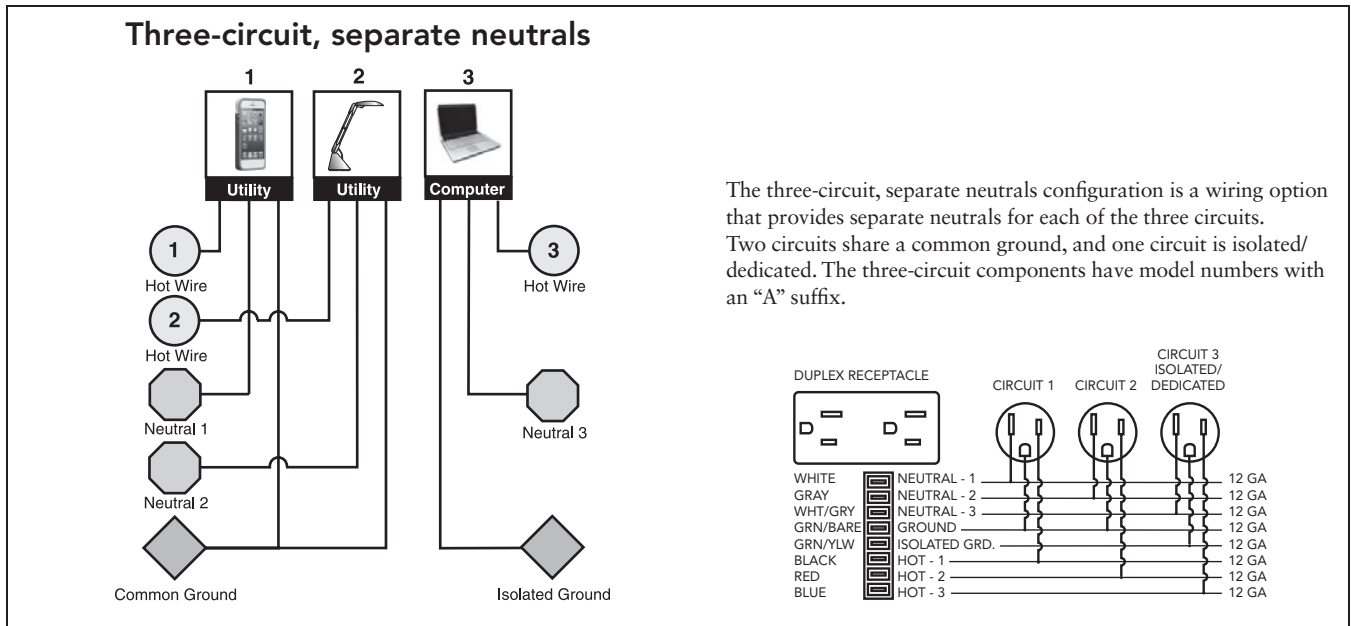 Three-circuit, separate neutrals
1 2 3
Utility Utility Computer
1
Hot Wire
3
Hot Wire
2
Hot Wire
Neutral 1
Neutral 3
Neutral 2
Common Ground
Isolated Ground
The three-circuit, separate neutrals configuration is a wiring option
that provides separate neutrals for each of the three circuits.
Two circuits share a common ground, and one circuit is isolated/
dedicated. The three-circuit components have model numbers with
an “A” suffix.
DUPLEX RECEPTACLE
CIRCUIT 1
CIRCUIT 2
CIRCUIT 3
ISOLATED/
DEDICATED
WHITE NEUTRAL - 1 12 GA
GRAY NEUTRAL - 2 12 GA
WHT/GRY NEUTRAL - 3 12 GA
GRN/BARE GROUND 12 GA
GRN/YLW ISOLATED GRD. 12 GA
BLACK HOT - 1 12 GA
RED HOT - 2 12 GA
BLUE HOT - 3 12 GA